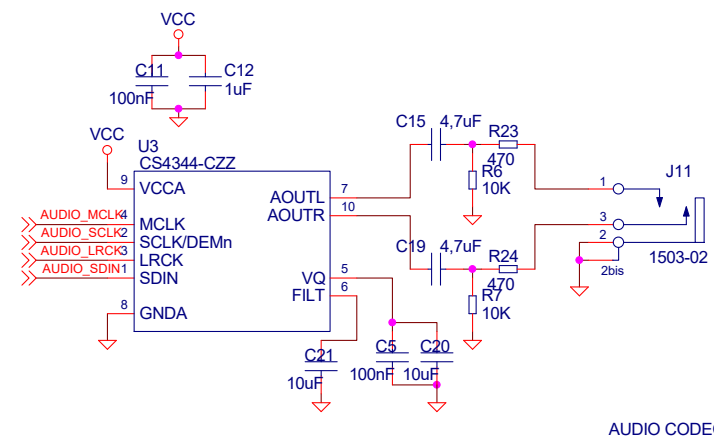 VCC
C11
100nF
C12
1uF
VCC
U3
CS4344-CZZ
9
VCCA
AUDIO_MCLK
4
MCLK
AUDIO_SCLK
2
SCLK/DEMn
AUDIO_LRCK
3
LRCK
AUDIO_SDIN
1
SDIN
8
GNDA
AOUTL
7
AOUTR
10
VQ
5
FILT
6
C15
4,7uF
R23
470
R6
10K
C19
4,7uF
R24
470
R7
10K
C21
10uF
C5
100nF
C20
10uF
1
J11
3
2
2bis
1503-02
AUDIO CODEC